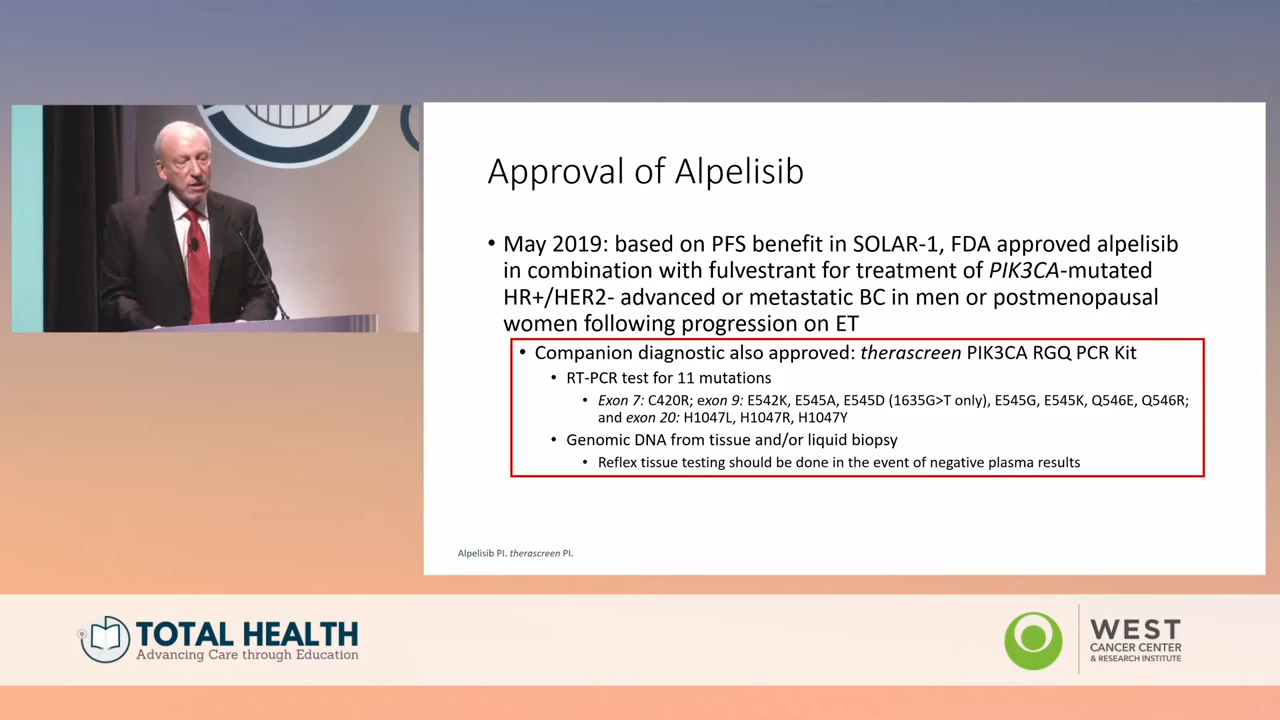 Approval of Alpelisib
• May 2019: based on PFS benefit in SOLAR-1, FDA approved alpelisib
in combination with fulvestrant for treatment of PIK3CA-mutated
HR+/HER2- advanced or metastatic BC in men or postmenopausal
women following progression on ET
• Companion diagnostic also approved: therascreen PIK3CA RGQ PCR Kit
• RT-PCR test for 11 mutations
• Exon 7: C420R; exon 9: E542K, E545A, E545D (1635G>T only), E545G, E545K, Q546E, Q546R;
and exon 20: H1047L, H1047R, H1047Y
• Genomic DNA from tissue and/or liquid biopsy
• Reflex tissue testing should be done in the event of negative plasma results
Alpelisib PI. therascreen PI.
TOTAL HEALTH
Advancing Care through Education
WEST
CANCER CENTER
& RESEARCH INSTITUTE